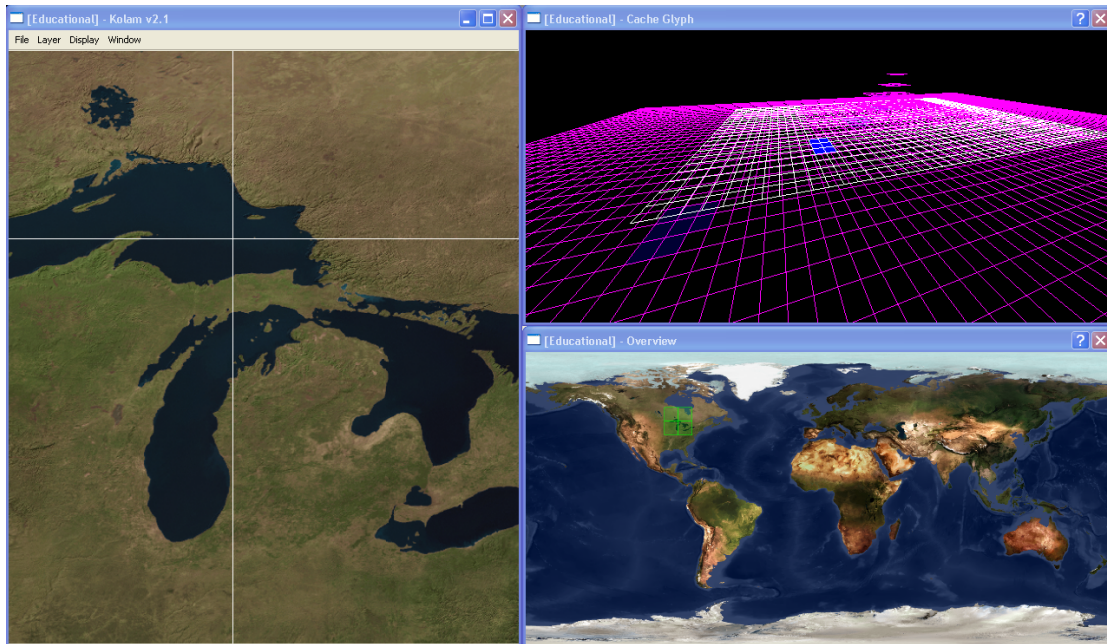 [Educational] - Kolam v2.1
File Layer Display Window
[Educational] - Cache Glyph
[Educational] - Overview